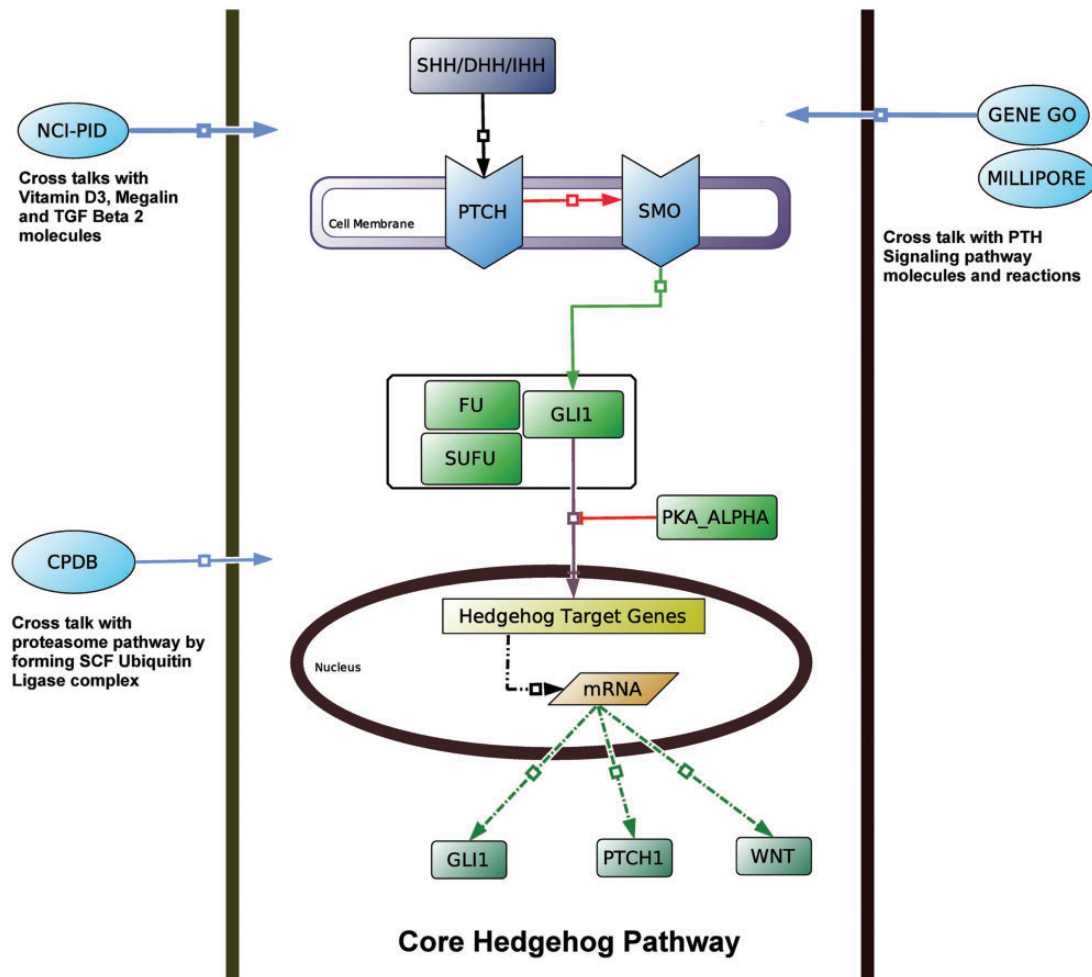 SHH/DHH/IHH
NCI-PID
GENE GO
MILLIPORE
Cross talks with
Vitamin D3, Megalin
and TGF Beta 2
molecules
PTCH
SMO
Cell Membrane
Cross talk with PTH
Signaling pathway
molecules and reactions
FU
GLI1
SUFU
PKA_ALPHA
CPDB
Cross talk with
proteasome pathway by
forming SCF Ubiquitin
Ligase complex
Hedgehog Target Genes
Nucleus
mRNA
GLI1
PTCH1
WNT
Core Hedgehog Pathway